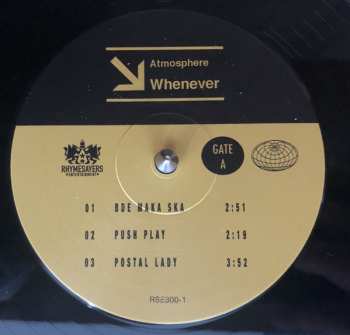 Atmosphere
Whenever
RHYMESAYERS
ENTERTAINMENT
GATE
A
01 BDE MAKA SKA 2:51
02 PUSH PLAY 2:19
03 POSTAL LADY 3:52
RSE300-1